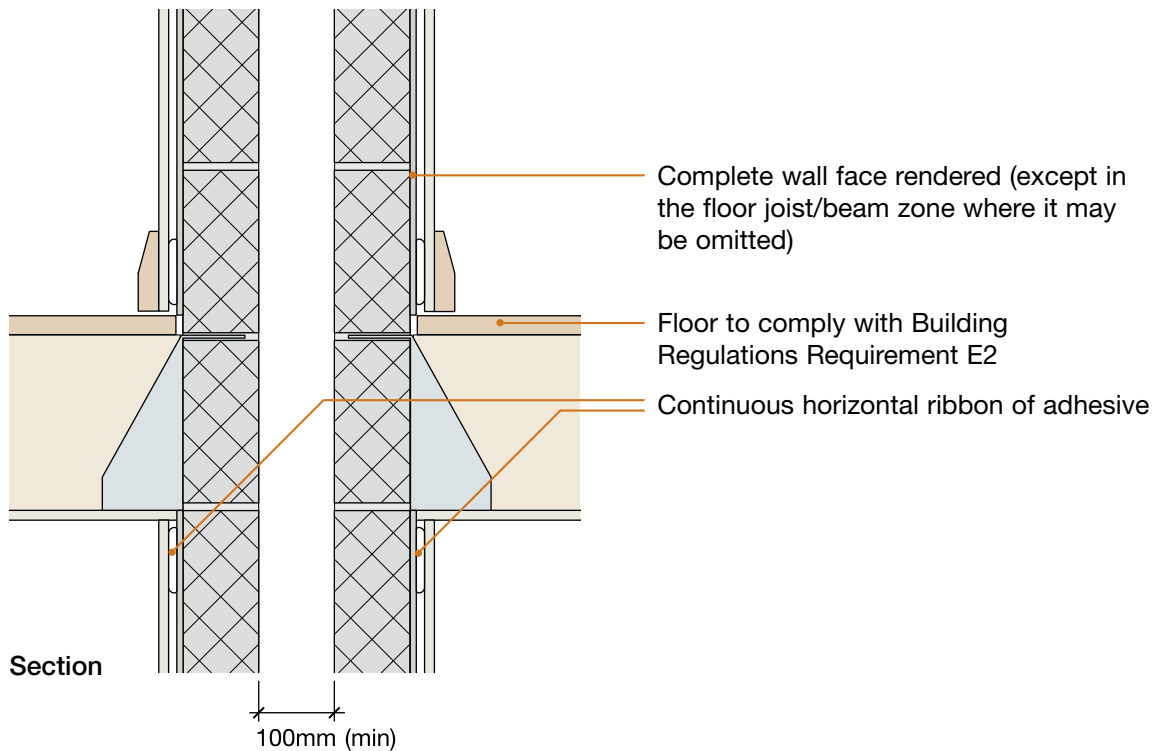 Complete wall face rendered (except in
the floor joist/beam zone where it may
be omitted)
Floor to comply with Building
Regulations Requirement E2
Continuous horizontal ribbon of adhesive
Section
100mm (min)